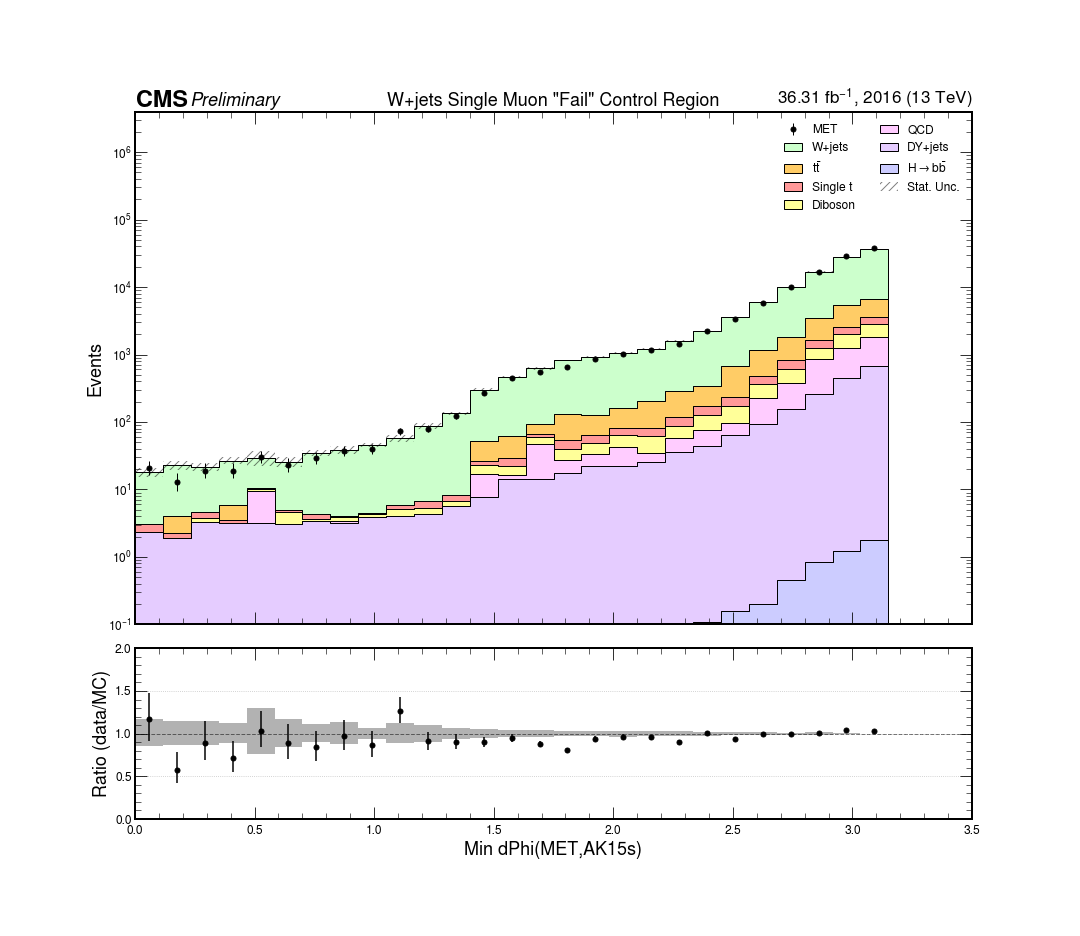 CMS Preliminary W+jets Single Muon "Fail" Control Region 36.31 fb⁻¹, 2016 (13 TeV)
MET QCD
W+jets DY+jets
tt̄ H→bb̄
Single t Stat. Unc.
Diboson
10⁶
10⁵
10⁴
10³
10²
10¹
10⁰
10⁻¹
Events
2.0
1.5
1.0
0.5
0.0
Ratio (data/MC)
0.0 0.5 1.0 1.5 2.0 2.5 3.0 3.5
Min dPhi(MET,AK15s)